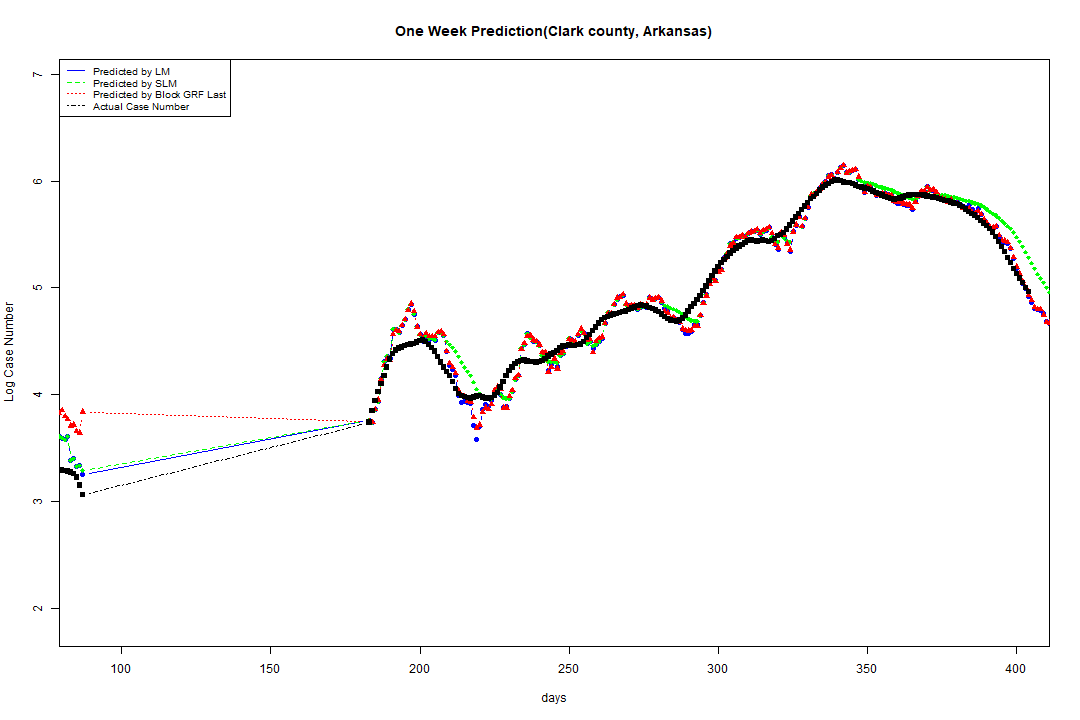 One Week Prediction(Clark county, Arkansas)
Predicted by LM
Predicted by SLM
Predicted by Block GRF Last
Actual Case Number
Log Case Number
7
6
5
4
3
2
100 150 200 250 300 350 400
days